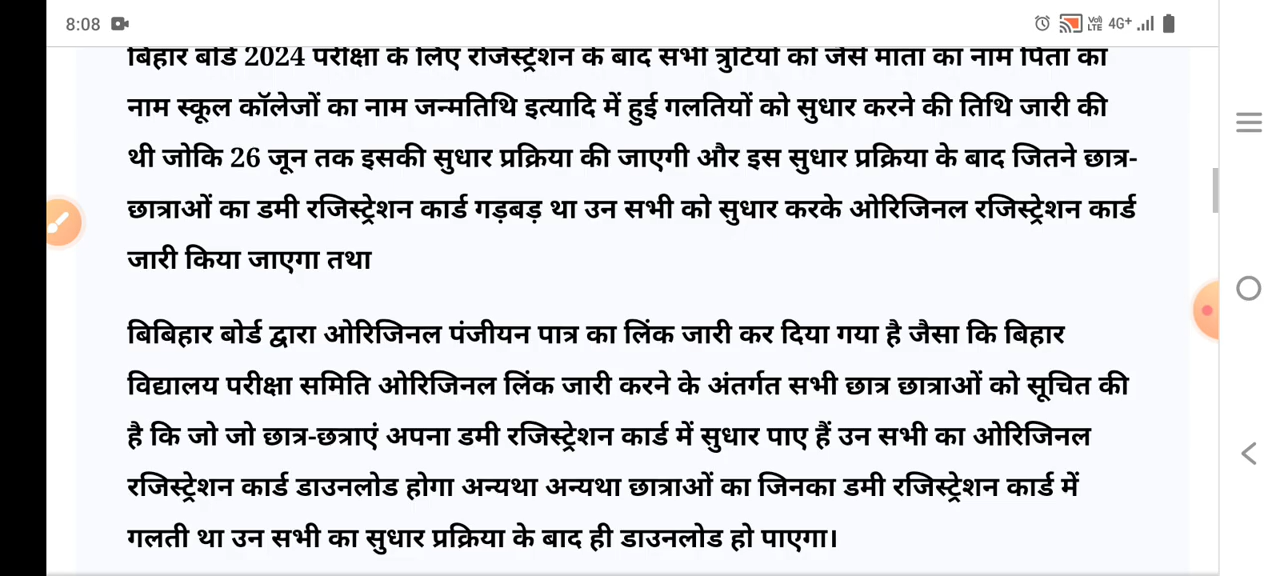 8:08 VoI LTE 4G+
बिहार बोर्ड 2024 परीक्षा के लिए रजिस्ट्रेशन के बाद सभी त्रुटियों को जैसे माता का नाम पिता का
नाम स्कूल कॉलेजों का नाम जन्मतिथि इत्यादि में हुई गलतियों को सुधार करने की तिथि जारी की
थी जोकि 26 जून तक इसकी सुधार प्रक्रिया की जाएगी और इस सुधार प्रक्रिया के बाद जितने छात्र-
छात्राओं का डमी रजिस्ट्रेशन कार्ड गड़बड़ था उन सभी को सुधार करके ओरिजिनल रजिस्ट्रेशन कार्ड
जारी किया जाएगा तथा
बिबिहार बोर्ड द्वारा ओरिजिनल पंजीयन पात्र का लिंक जारी कर दिया गया है जैसा कि बिहार
विद्यालय परीक्षा समिति ओरिजिनल लिंक जारी करने के अंतर्गत सभी छात्र छात्राओं को सूचित की
है कि जो जो छात्र-छत्राएं अपना डमी रजिस्ट्रेशन कार्ड में सुधार पाए हैं उन सभी का ओरिजिनल
रजिस्ट्रेशन कार्ड डाउनलोड होगा अन्यथा अन्यथा छात्राओं का जिनका डमी रजिस्ट्रेशन कार्ड में
गलती था उन सभी का सुधार प्रक्रिया के बाद ही डाउनलोड हो पाएगा।